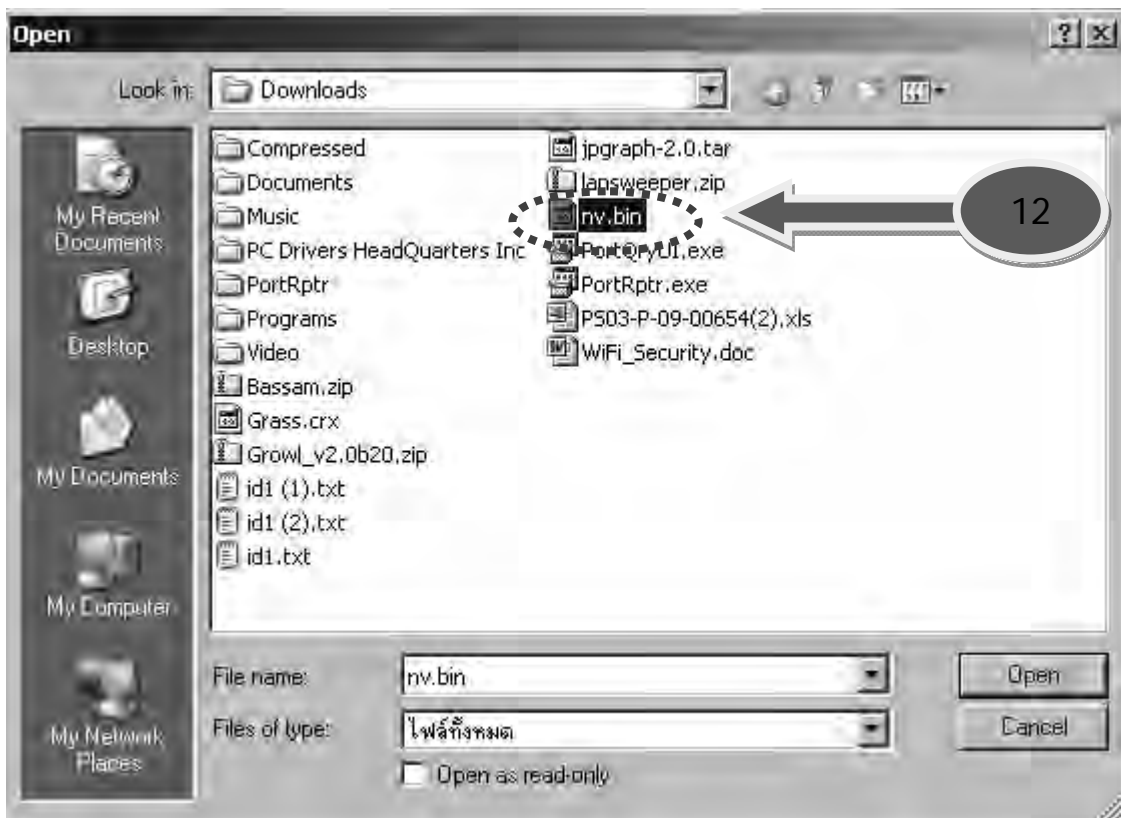 Open
Look in: Downloads
My Recent
Documents
Desktop
My Documents
My Computer
My Network
Places
Compressed
Documents
Music
PC Drivers HeadQuarters Inc
PortRptr
Programs
Video
Bassam.zip
Grass.crx
Growl_v2.0b20.zip
id1 (1).txt
id1 (2).txt
id1.txt
jpgraph-2.0.tar
lansweeper.zip
nv.bin
PortQryUI.exe
PortRptr.exe
PS03-P-09-00654(2).xls
WiFi_Security.doc
12
File name: nv.bin
Open
Files of type: ไฟล์ทั้งหมด
Cancel
Open as read-only